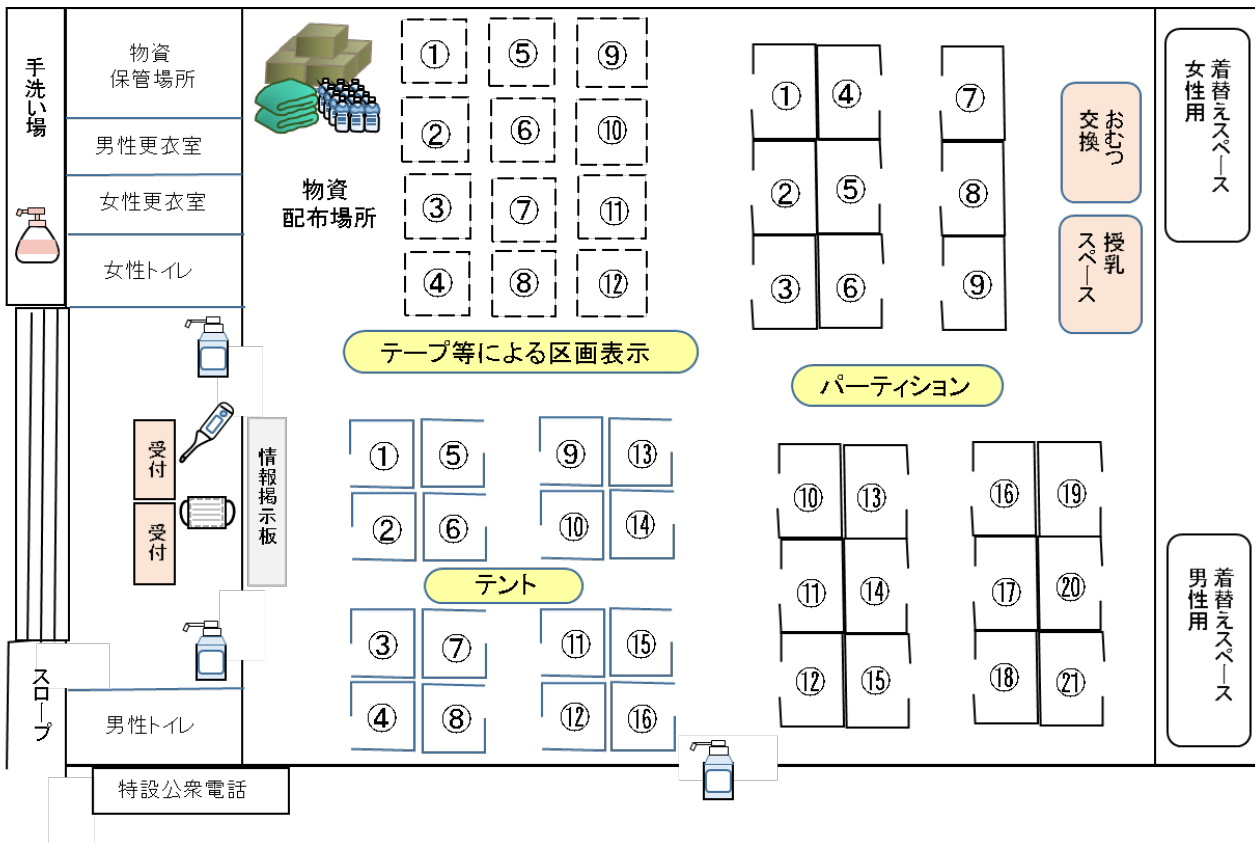 手洗い場
物資
保管場所
男性更衣室
女性更衣室
女性トイレ
物資
配布場所
①
⑤
⑨
②
⑥
⑩
③
⑦
⑪
④
⑧
⑫
テープ等による区画表示
①
④
⑦
②
⑤
⑧
③
⑥
⑨
パーティション
おむつ
交換
授乳
スペース
着替えスペース
女性用
受付
受付
情報掲示板
①
⑤
⑨
⑬
②
⑥
⑩
⑭
テント
③
⑦
⑪
⑮
④
⑧
⑫
⑯
⑩
⑬
⑯
⑲
⑪
⑭
⑰
⑳
⑫
⑮
⑱
㉑
着替えスペース
男性用
スロープ
男性トイレ
特設公衆電話